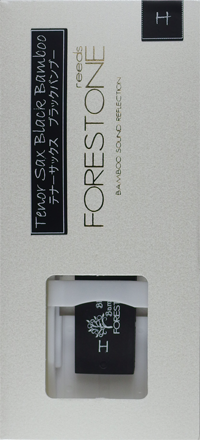 H
Tenor Sax Black Bamboo
テナーサックス ブラックバンブー
reeds
FORESTONE
BAMBOO SOUND REFLECTION
H
FORESTONE